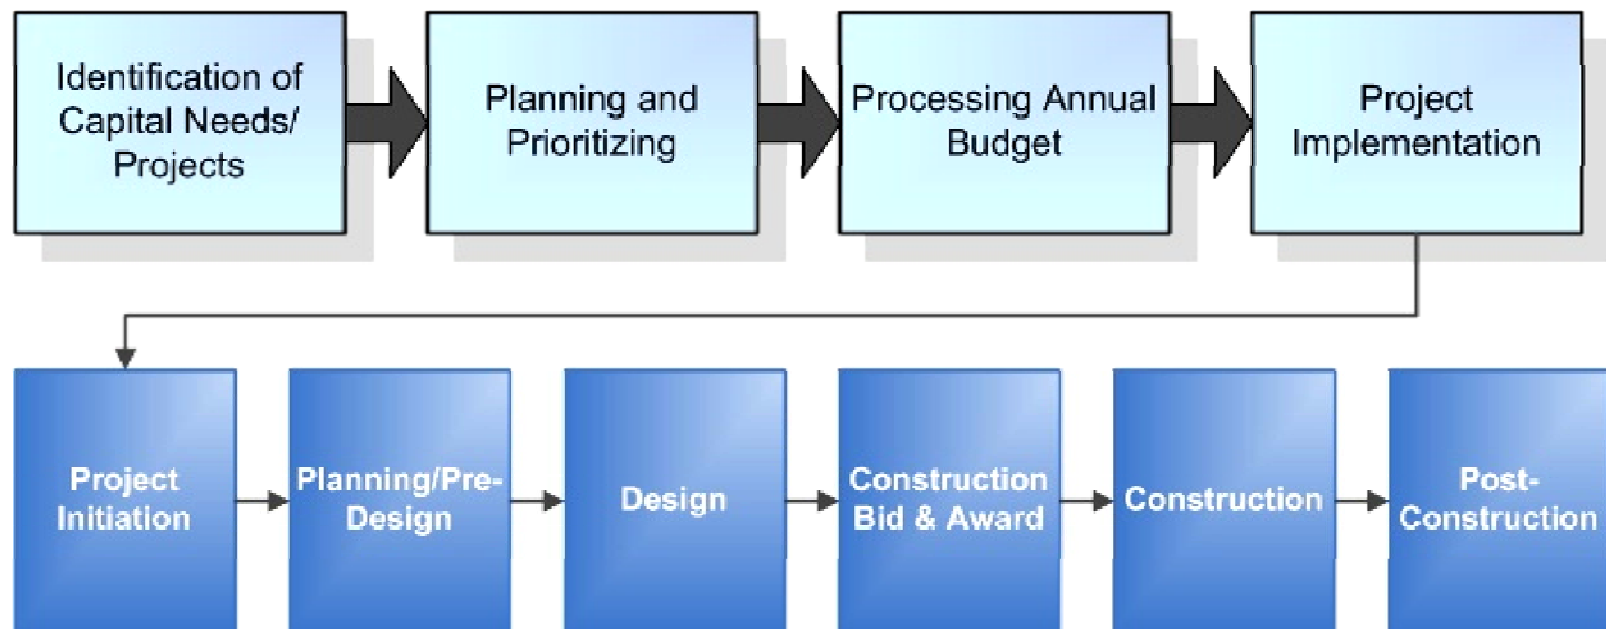 Identification of
Capital Needs/
Projects
Planning and
Prioritizing
Processing Annual
Budget
Project
Implementation
Project
Initiation
Planning/Pre-
Design
Design
Construction
Bid & Award
Construction
Post-
Construction